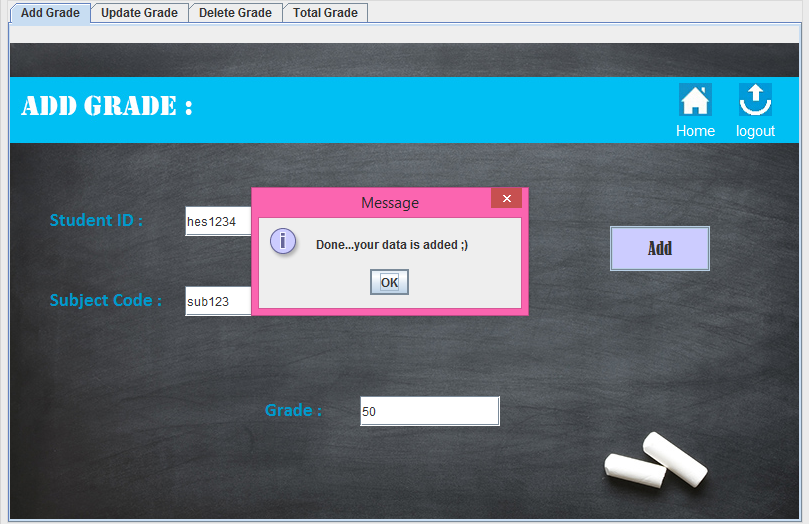 Add Grade Update Grade Delete Grade Total Grade
ADD GRADE :
Home logout
Message
Student ID : hes1234
Done...your data is added ;)
Add
OK
Subject Code : sub123
Grade : 50